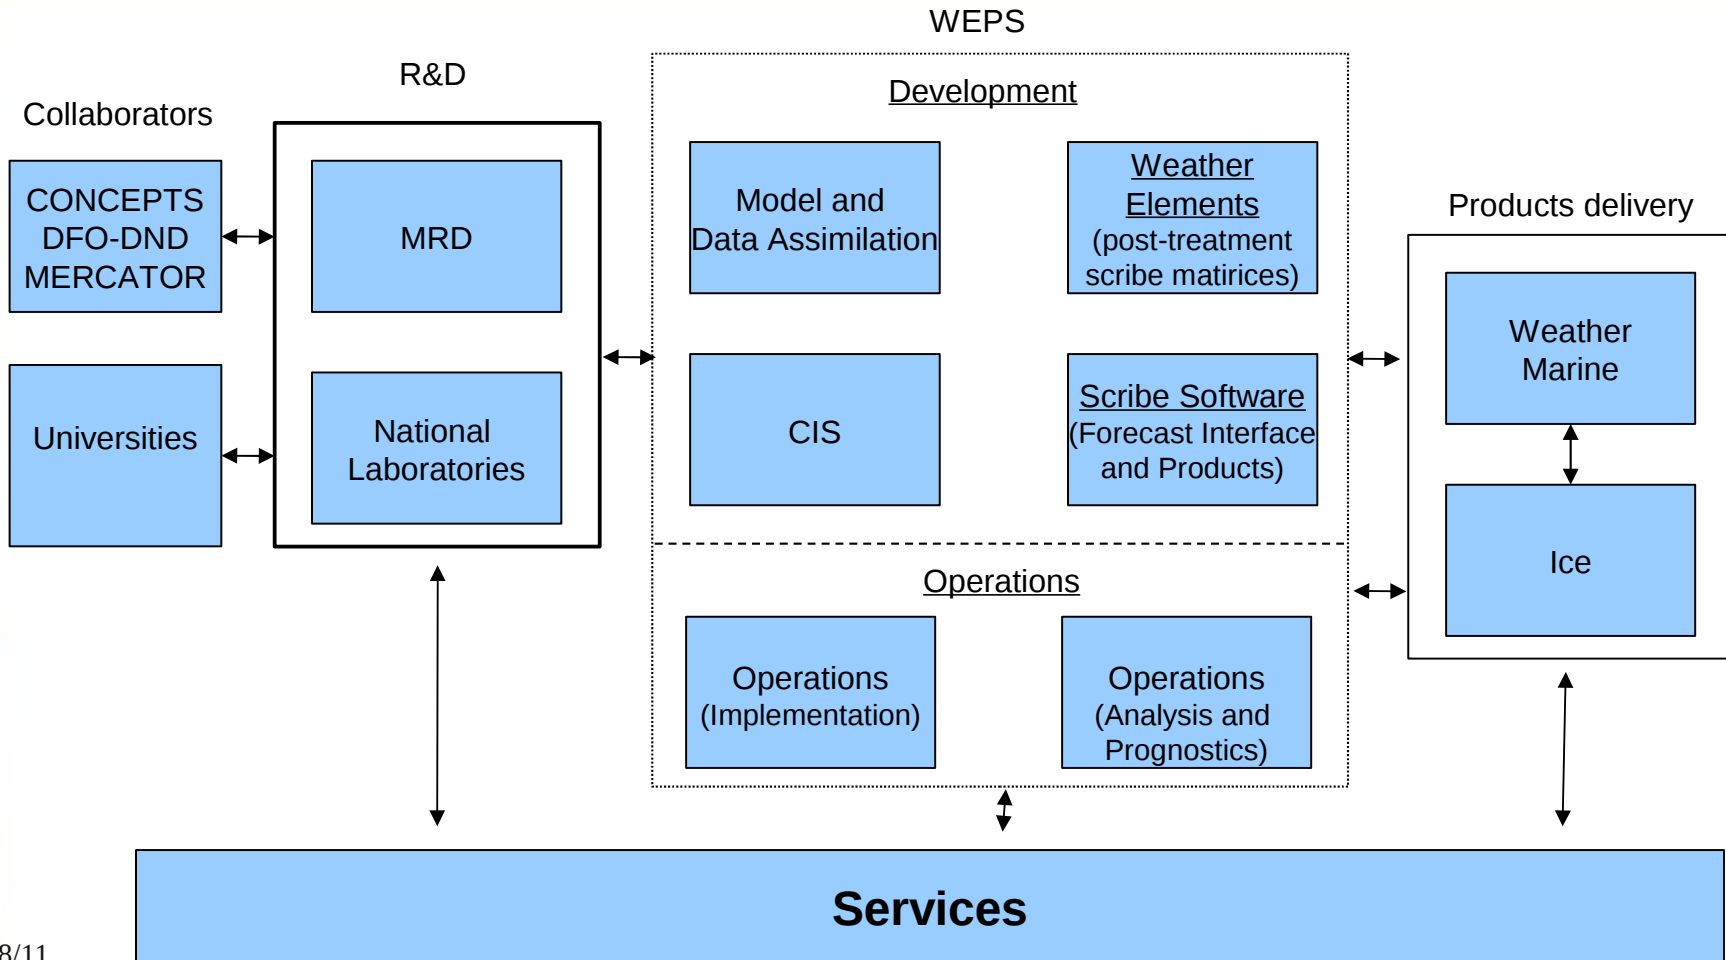 WEPS
R&D
Collaborators
CONCEPTS
DFO-DND
MERCATOR
Universities
MRD
National
Laboratories
Development
Model and
Data Assimilation
Weather
Elements
(post-treatment
scribe matirices)
CIS
Scribe Software
(Forecast Interface
and Products)
Operations
Operations
(Implementation)
Operations
(Analysis and
Prognostics)
Products delivery
Weather
Marine
Ice
Services
8/11